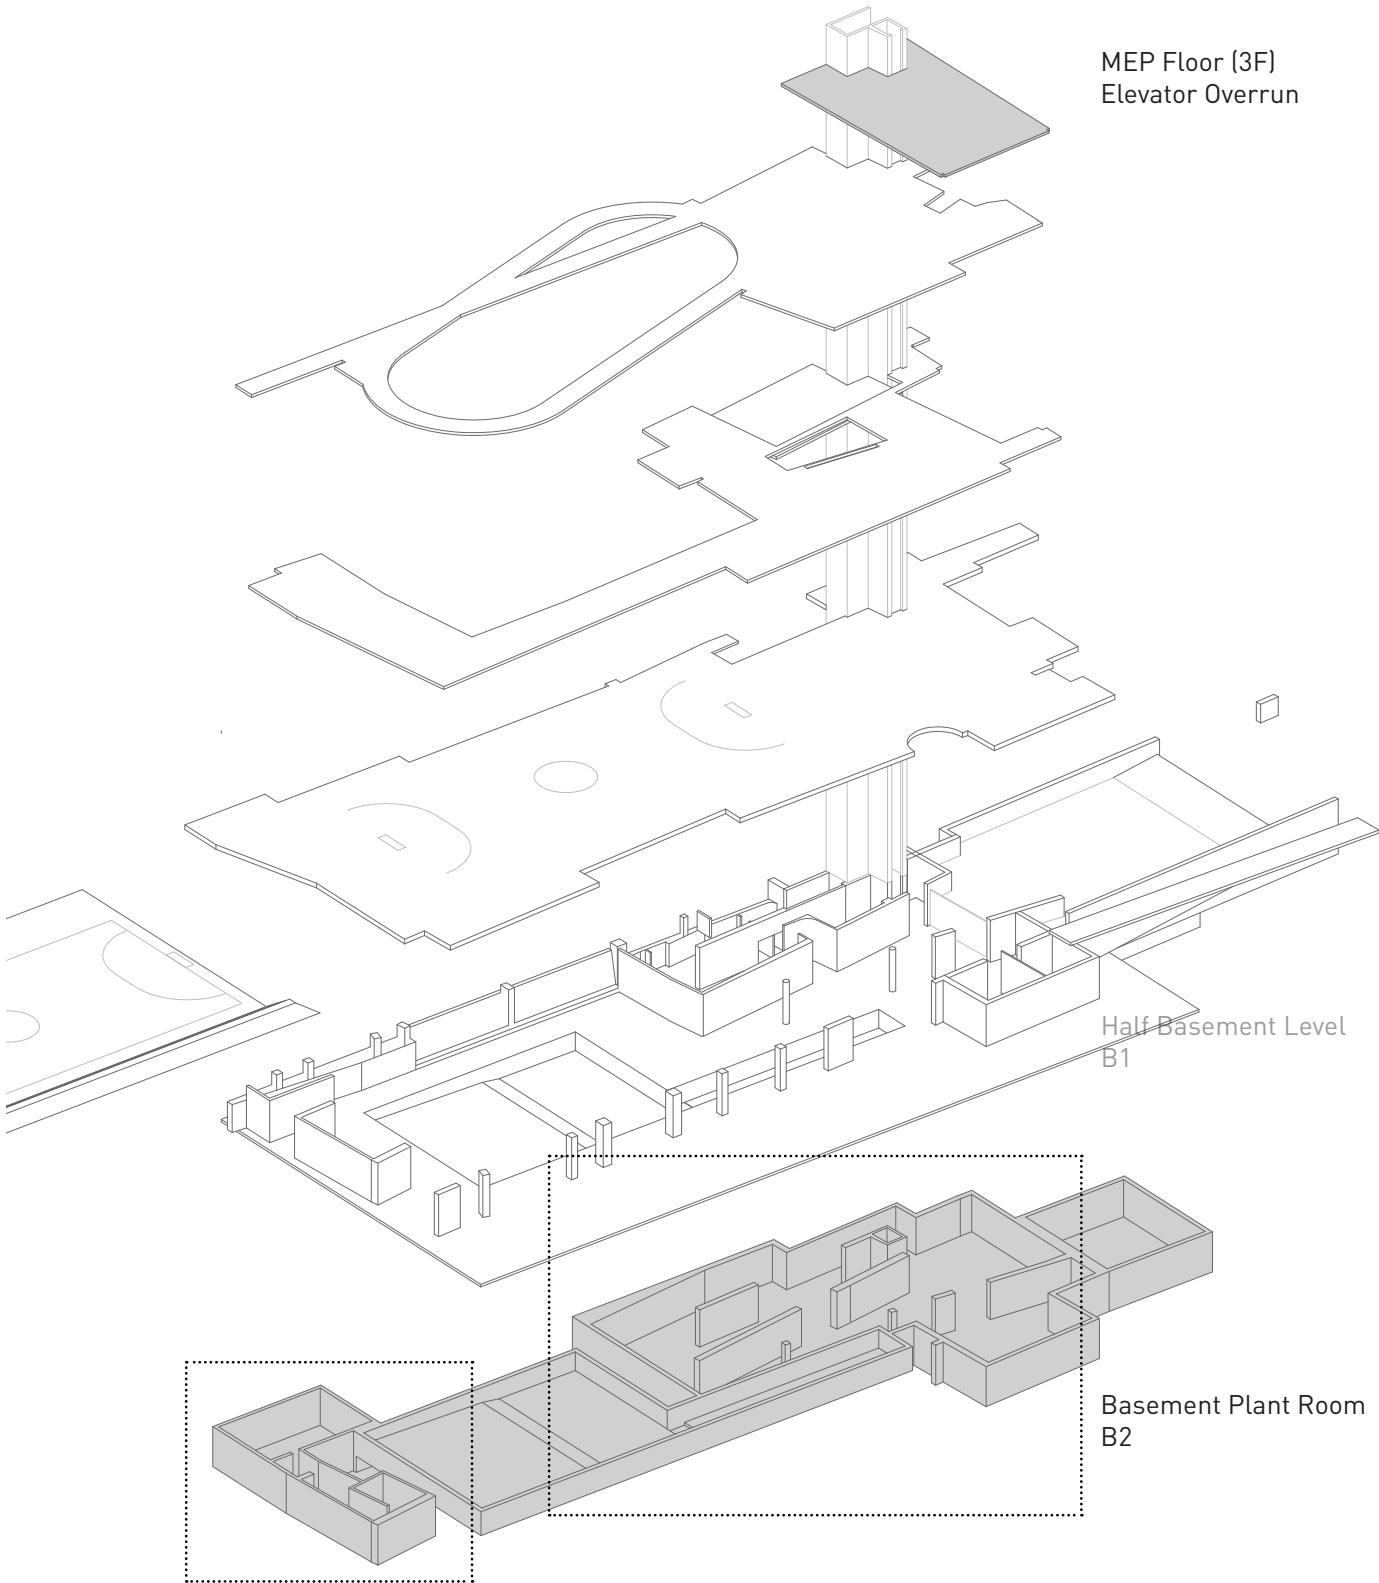 MEP Floor (3F)
Elevator Overrun
Half Basement Level
B1
Basement Plant Room
B2